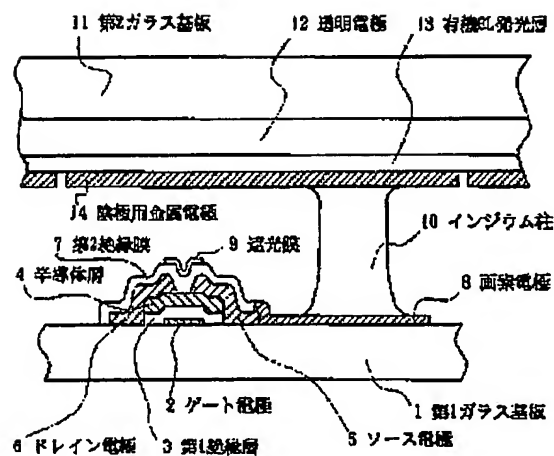 11 第2ガラス基板
12 透明電極
13 有機EL発光層
14 陰極用金属電極
7 第2絶縁膜
9 遮光膜
10 インジウム柱
4 半導体層
8 画素電極
2 ゲート電極
1 第1ガラス基板
6 ドレイン電極
3 第1絶縁層
5 ソース電極